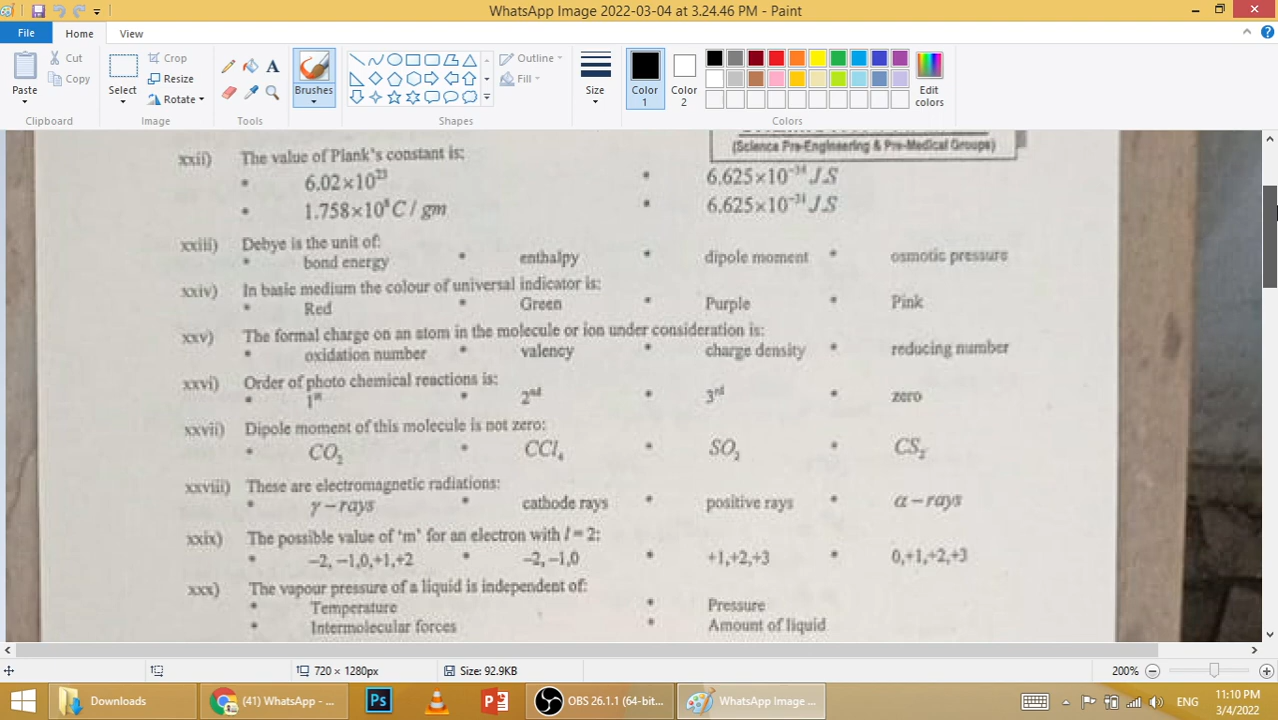 WhatsApp Image 2022-03-04 at 3.24.46 PM - Paint
File Home View
Paste Cut Copy Clipboard
Select Crop Resize Rotate Image
A Tools
Brushes
Outline Fill Shapes
Size
Color 1 Color 2 Edit colors Colors
(Science Pre-Engineering & Pre-Medical Groups)
xxii) The value of Plank's constant is:
* 6.02×10²³ * 6.625×10⁻³⁴ J.S
* 1.758×10⁸ C / gm * 6.625×10⁻³¹ J.S
xxiii) Debye is the unit of:
* bond energy * enthalpy * dipole moment * osmotic pressure
xxiv) In basic medium the colour of universal indicator is:
* Red * Green * Purple * Pink
xxv) The formal charge on an atom in the molecule or ion under consideration is:
* oxidation number * valency * charge density * reducing number
xxvi) Order of photo chemical reactions is:
* 1ˢᵗ * 2ⁿᵈ * 3ʳᵈ * zero
xxvii) Dipole moment of this molecule is not zero:
* CO₂ * CCl₄ * SO₂ * CS₂
xxviii) These are electromagnetic radiations:
* γ – rays * cathode rays * positive rays * α – rays
xxix) The possible value of 'm' for an electron with l = 2:
* –2, –1,0,+1,+2 * –2, –1,0 * +1,+2,+3 * 0,+1,+2,+3
xxx) The vapour pressure of a liquid is independent of:
* Temperature * Pressure
* Intermolecular forces * Amount of liquid
720 × 1280px Size: 92.9KB 200%
Downloads (41) WhatsApp - ... Ps OBS 26.1.1 (64-bit... WhatsApp Image ... ENG 11:10 PM
3/4/2022